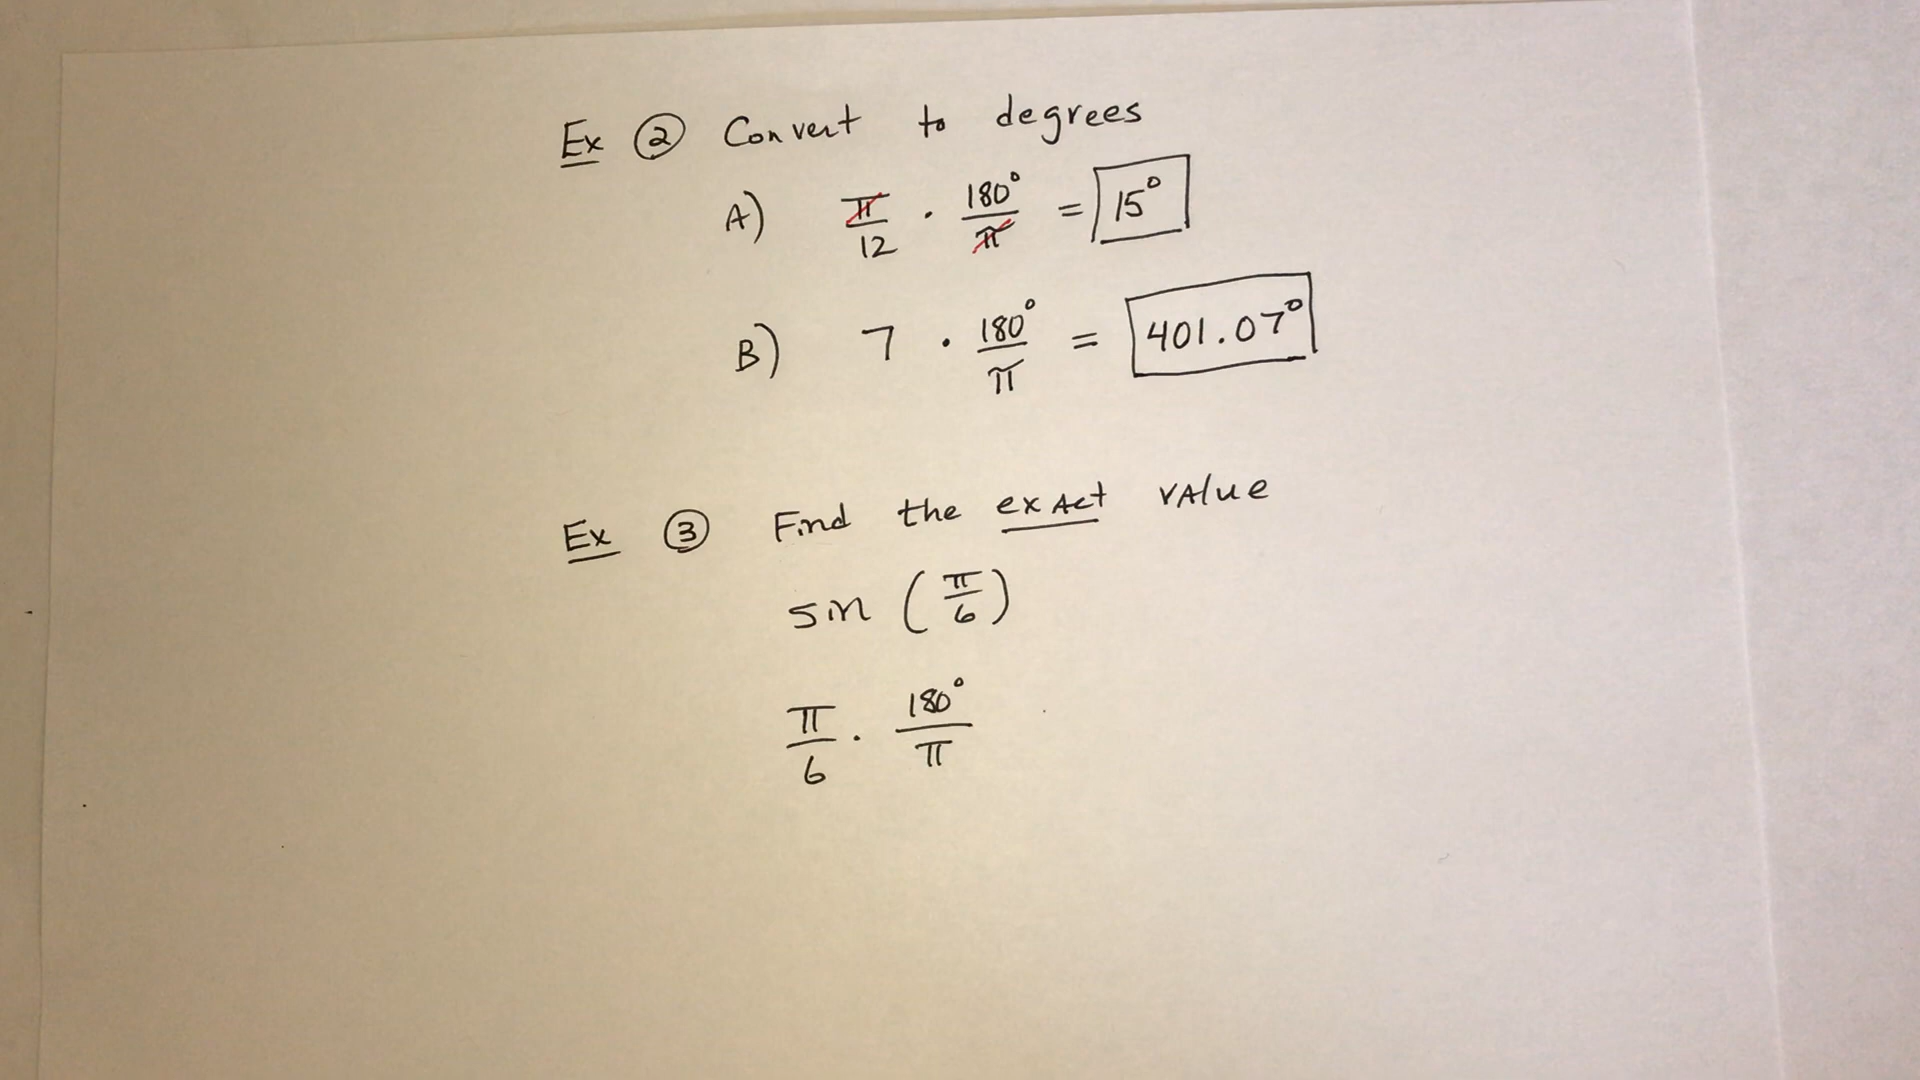 Ex ② Convert to degrees
A) π/12 · 180°/π = 15°
B) 7 · 180°/π = 401.07°
Ex ③ Find the exAct vAlue
sin (π/6)
π/6 · 180°/π